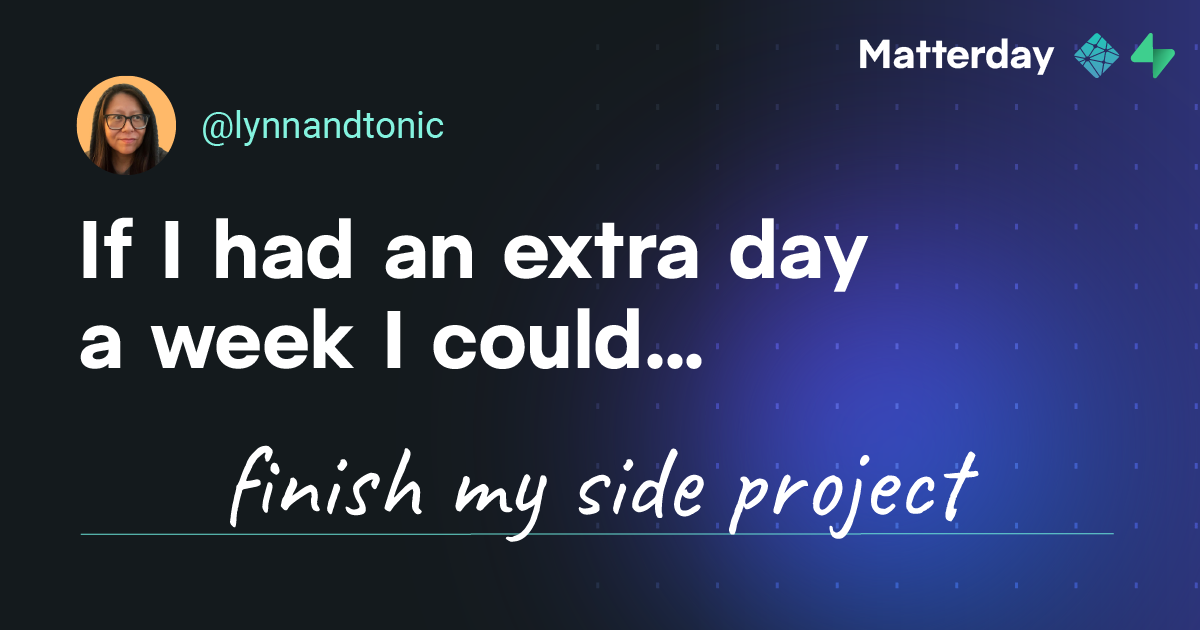 Matterday
@lynnandtonic
If I had an extra day
a week I could...
finish my side project